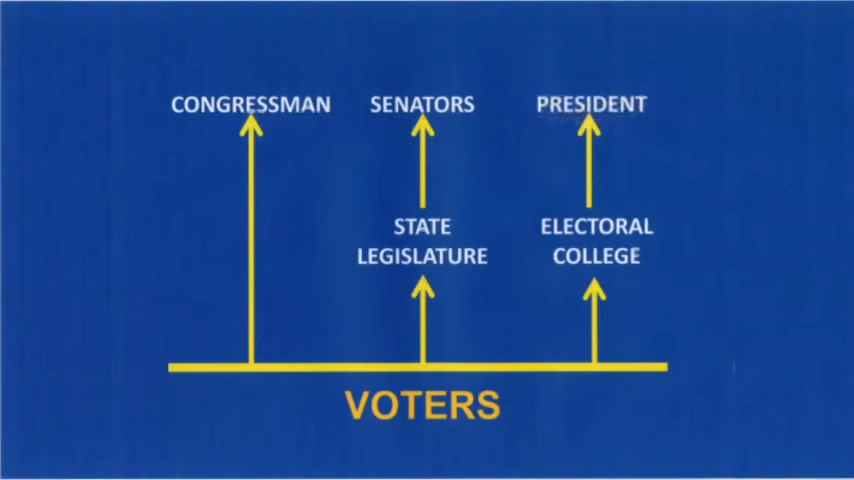 CONGRESSMAN
SENATORS
PRESIDENT
STATE
LEGISLATURE
ELECTORAL
COLLEGE
VOTERS